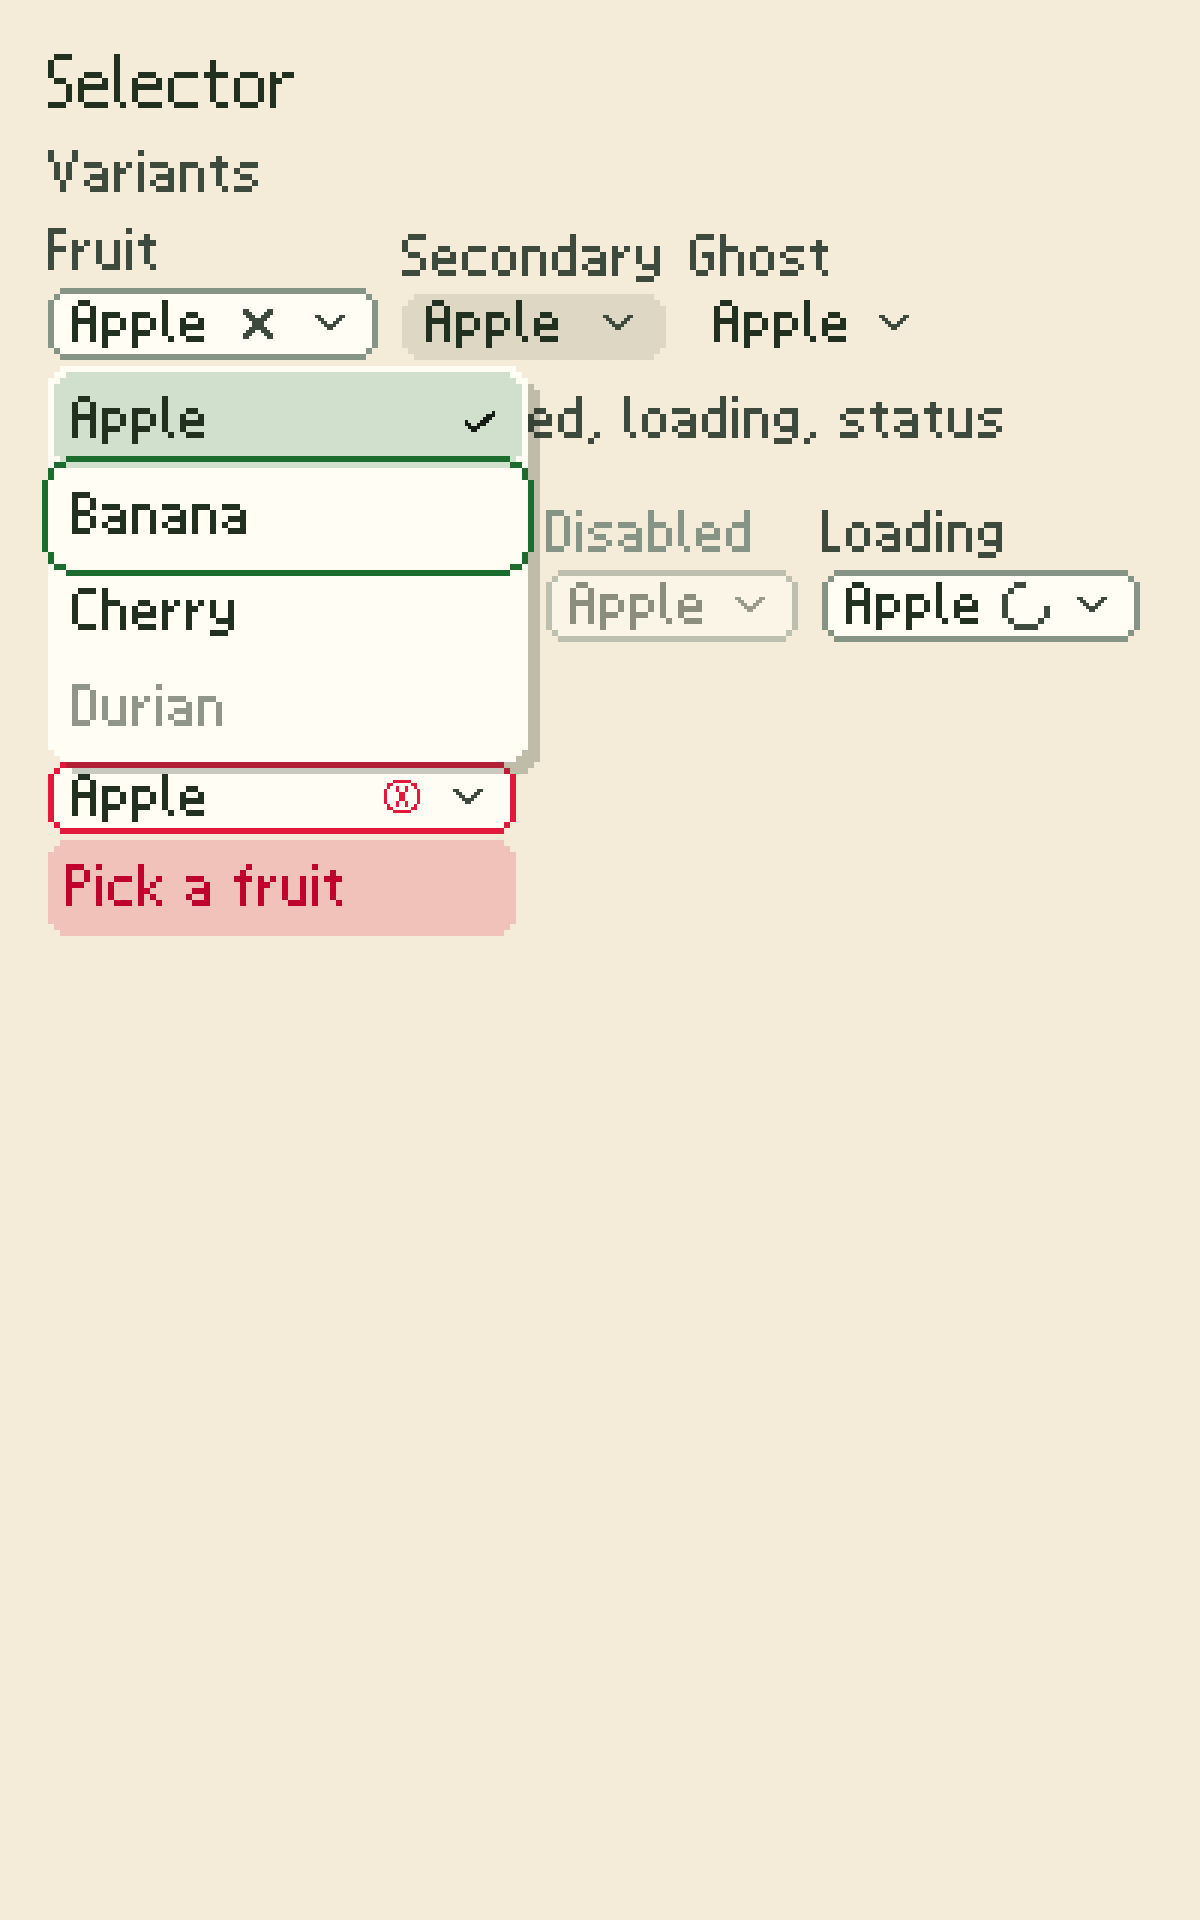 Selector
Variants
Fruit Secondary Ghost
Apple Apple Apple
Apple
ed, loading, status
Banana
Disabled Loading
Cherry
Apple Apple
Durian
Apple
Pick a fruit